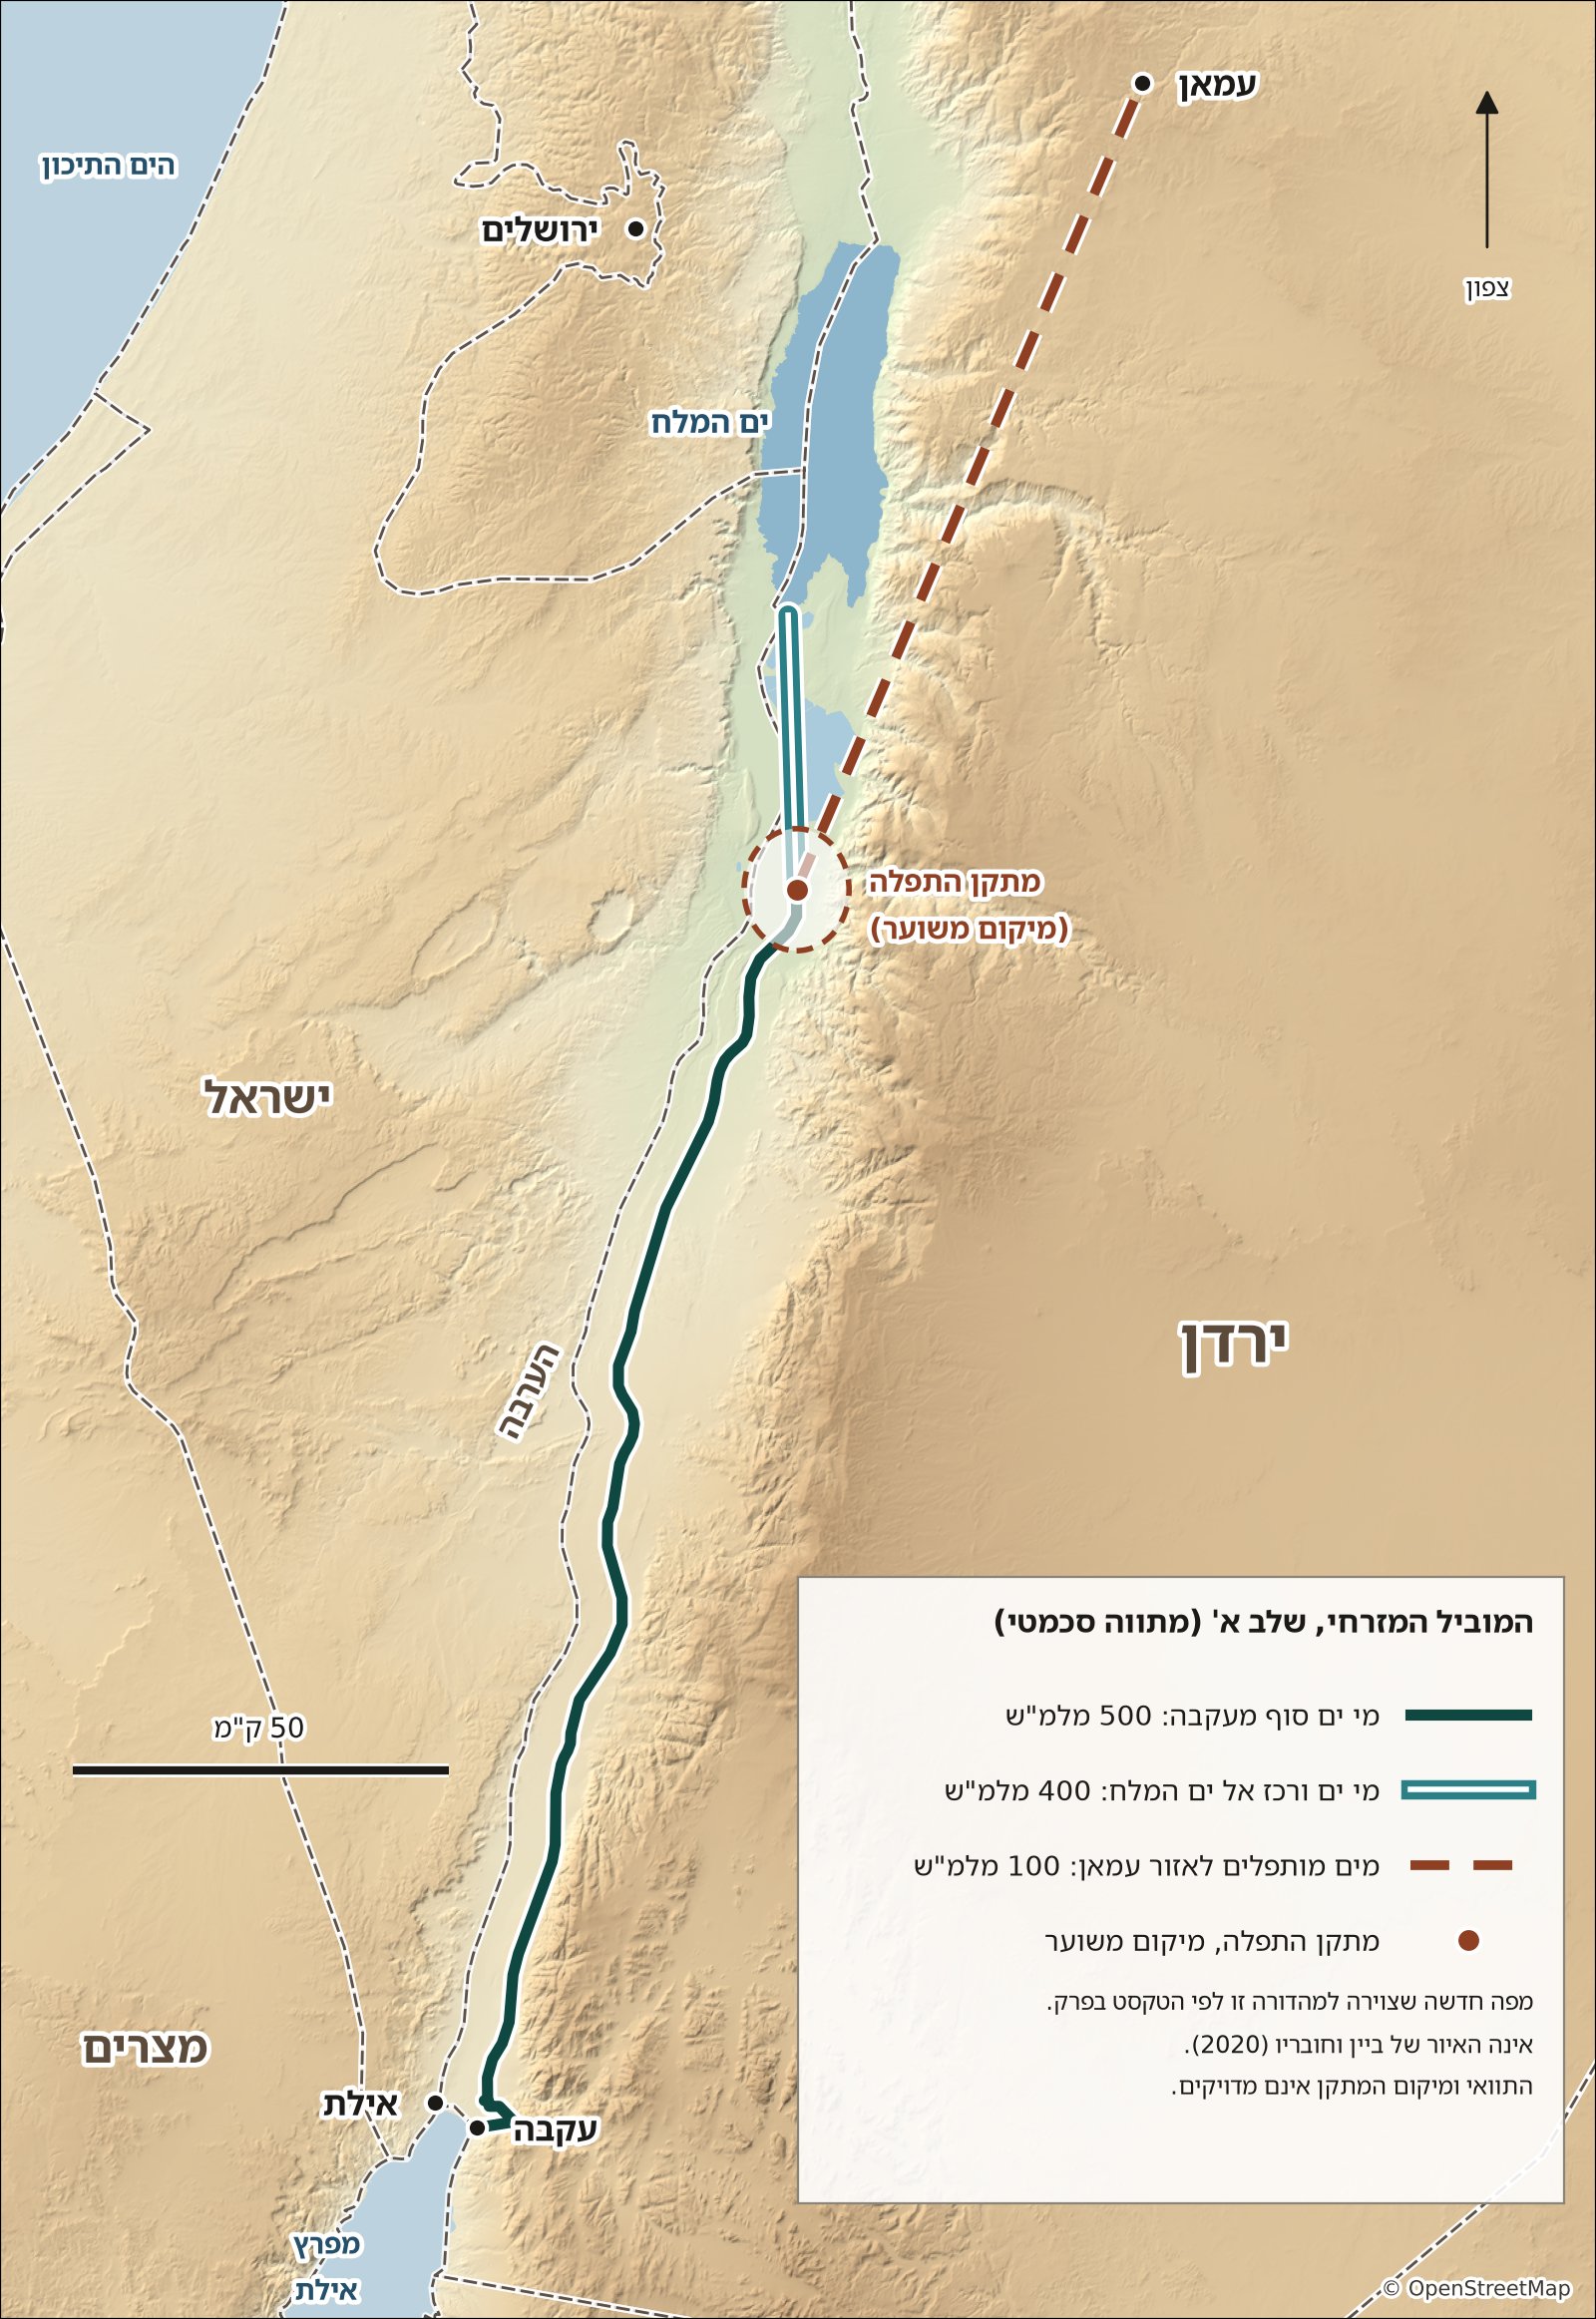 עמאן
הים התיכון
ירושלים
צפון
ים המלח
מתקן התפלה
(מיקום משוער)
ישראל
ירדן
הערבה
המוביל המזרחי, שלב א' (מתווה סכמטי)
מי ים סוף מעקבה: 500 מלמ"ש
50 ק"מ
מי ים ורכז אל ים המלח: 400 מלמ"ש
מים מותפלים לאזור עמאן: 100 מלמ"ש
מתקן התפלה, מיקום משוער
מפה חדשה שצוירה למהדורה זו לפי הטקסט בפרק.
אינה האיור של ביין וחובריו (2020).
התוואי ומיקום המתקן אינם מדויקים.
מצרים
אילת
עקבה
מפרץ
אילת
© OpenStreetMap